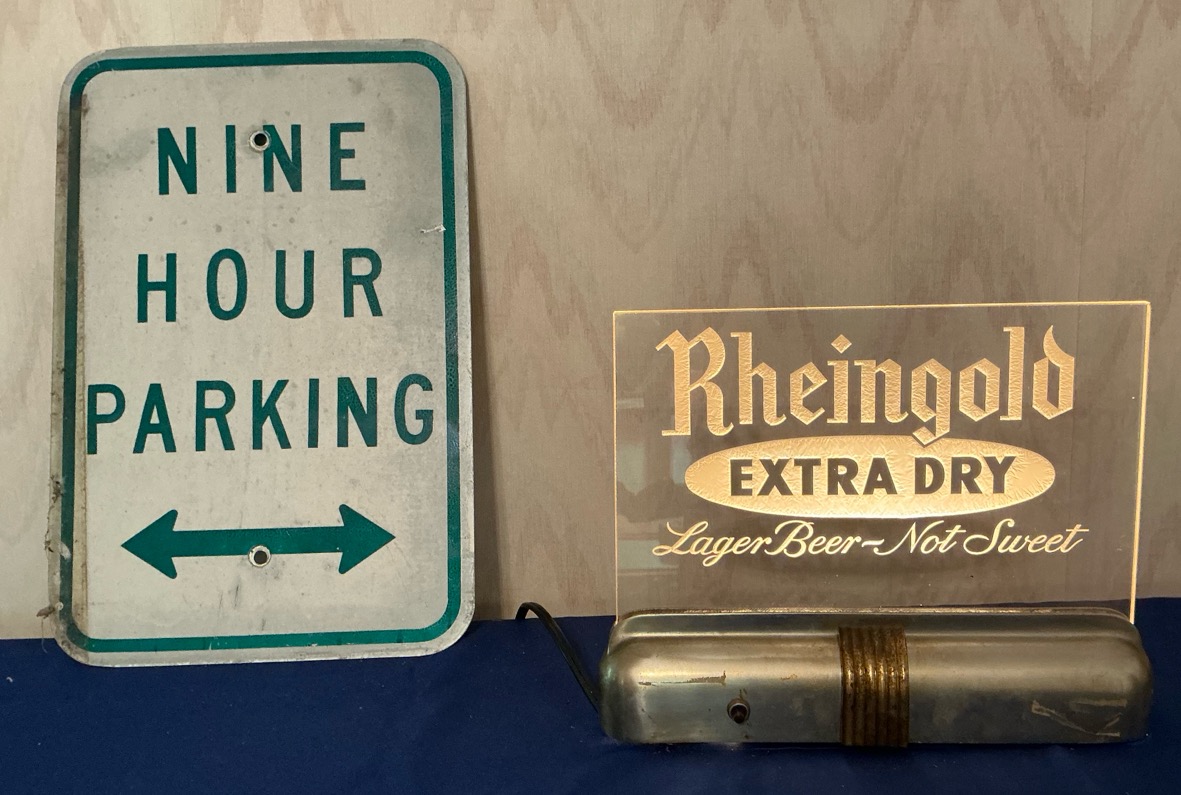 NINE
HOUR
PARKING
Rheingold
EXTRA DRY
Lager Beer-Not Sweet